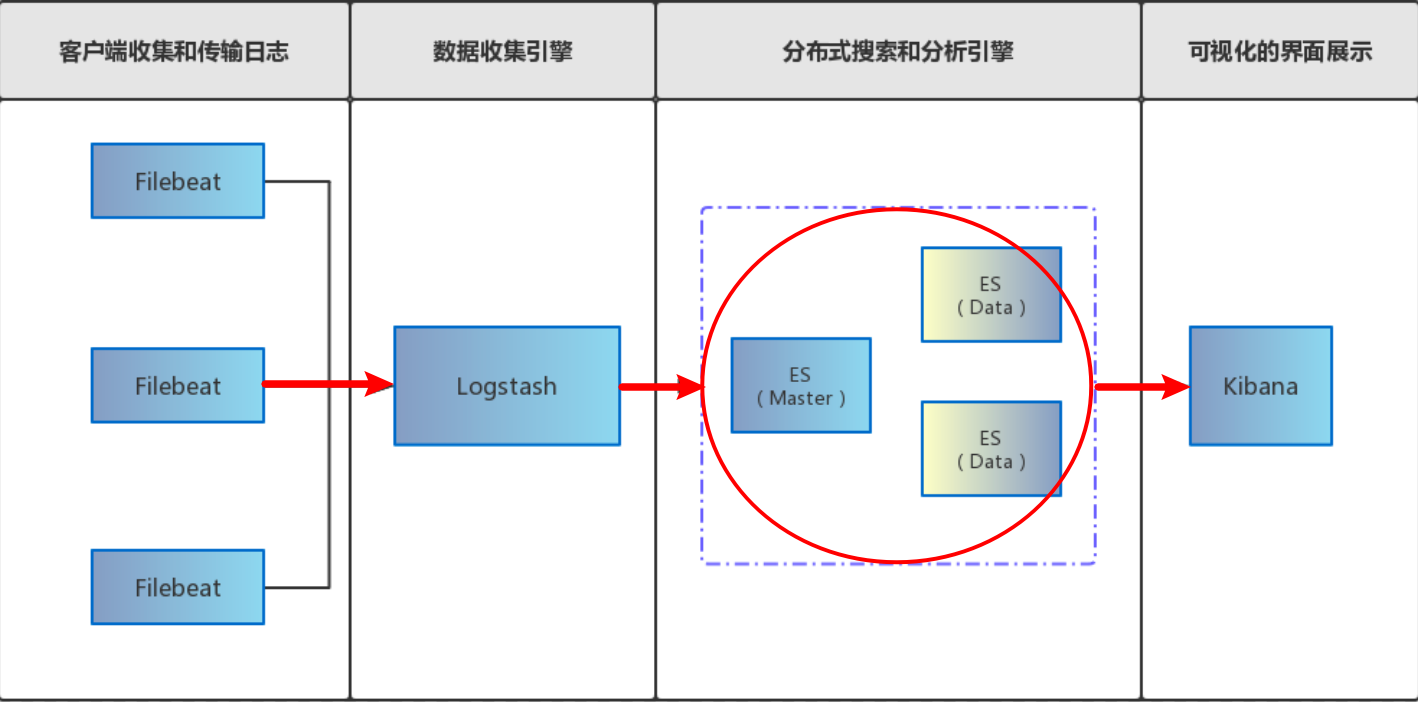 客户端收集和传输日志
数据收集引擎
分布式搜索和分析引擎
可视化的界面展示
Filebeat
Filebeat
Filebeat
Logstash
ES
( Master )
ES
( Data )
ES
( Data )
Kibana